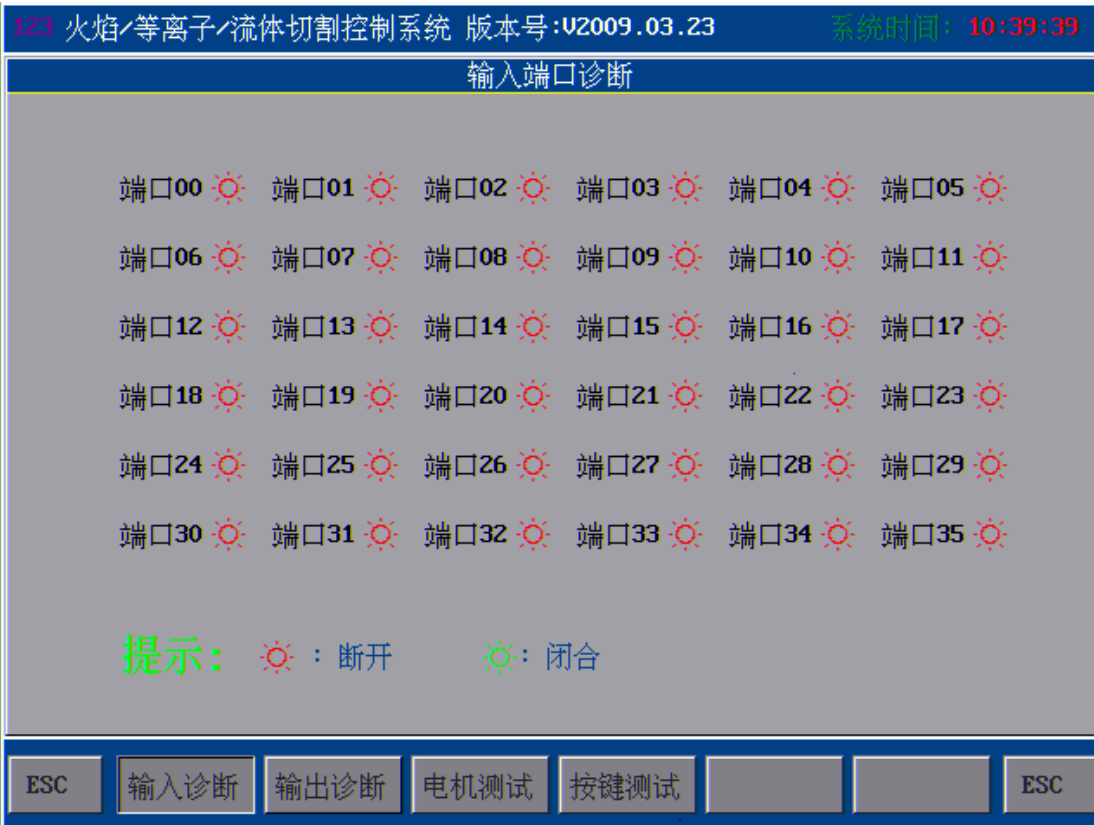 123 火焰/等离子/流体切割控制系统 版本号:V2009.03.23 系统时间: 10:39:39
输入端口诊断
端口00 端口01 端口02 端口03 端口04 端口05
端口06 端口07 端口08 端口09 端口10 端口11
端口12 端口13 端口14 端口15 端口16 端口17
端口18 端口19 端口20 端口21 端口22 端口23
端口24 端口25 端口26 端口27 端口28 端口29
端口30 端口31 端口32 端口33 端口34 端口35
提示: : 断开 : 闭合
ESC 输入诊断 输出诊断 电机测试 按键测试 ESC